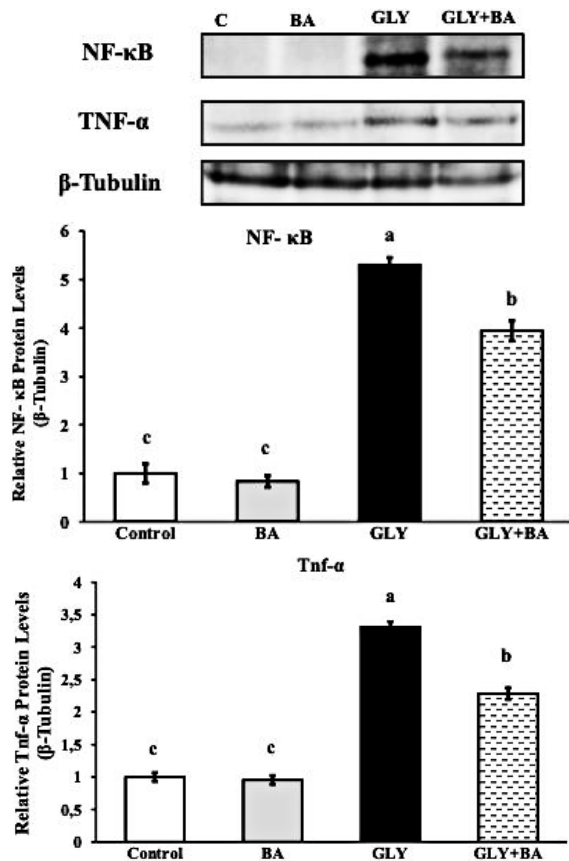 C BA GLY GLY+BA
NF-κB
TNF-α
β-Tubulin
NF- κB
Relative NF- κB Protein Levels
(β-Tubulin)
6
5
4
3
2
1
0
a
b
c
c
Control BA GLY GLY+BA
Tnf-α
Relative Tnf-α Protein Levels
(β-Tubulin)
4
3,5
3
2,5
2
1,5
1
0,5
0
a
b
c
c
Control BA GLY GLY+BA